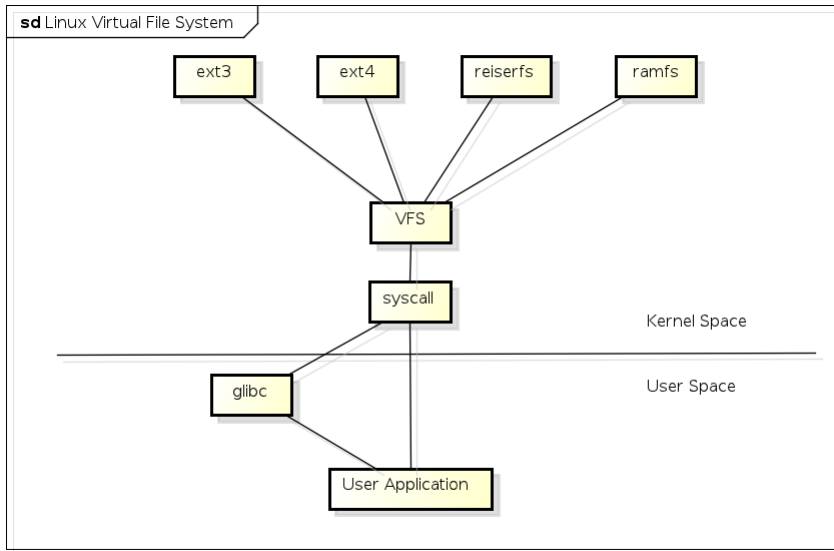 sd Linux Virtual File System
ext3
ext4
reiserfs
ramfs
VFS
syscall
Kernel Space
User Space
glibc
User Application